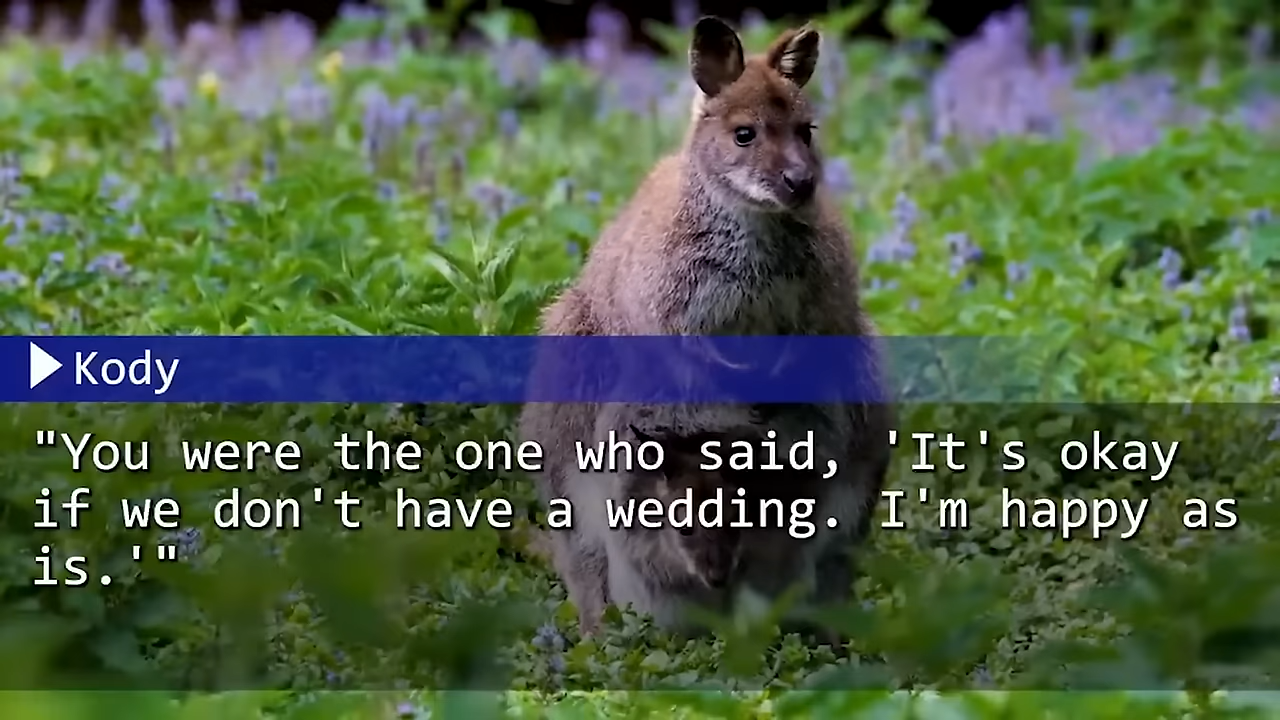 Kody
"You were the one who said, 'It's okay
if we don't have a wedding. I'm happy as
is.'"